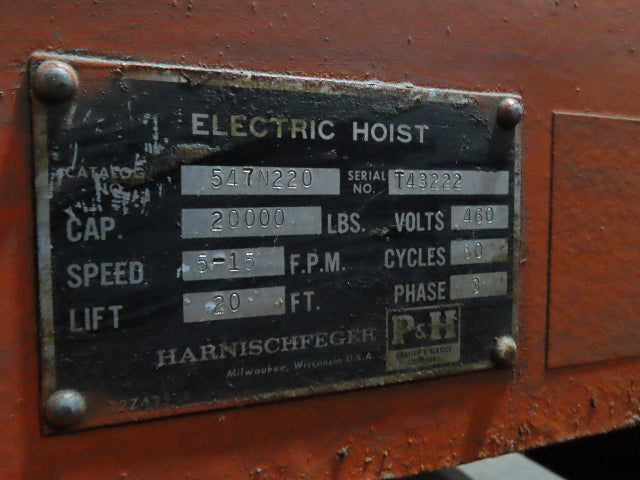 ELECTRIC HOIST
CATALOG NO. 547N220 SERIAL NO. T43222
CAP. 20000 LBS. VOLTS 460
SPEED 5-15 F.P.M. CYCLES 60
LIFT 20 FT. PHASE 3
HARNISCHFEGER P&H
Milwaukee, Wisconsin U.S.A.